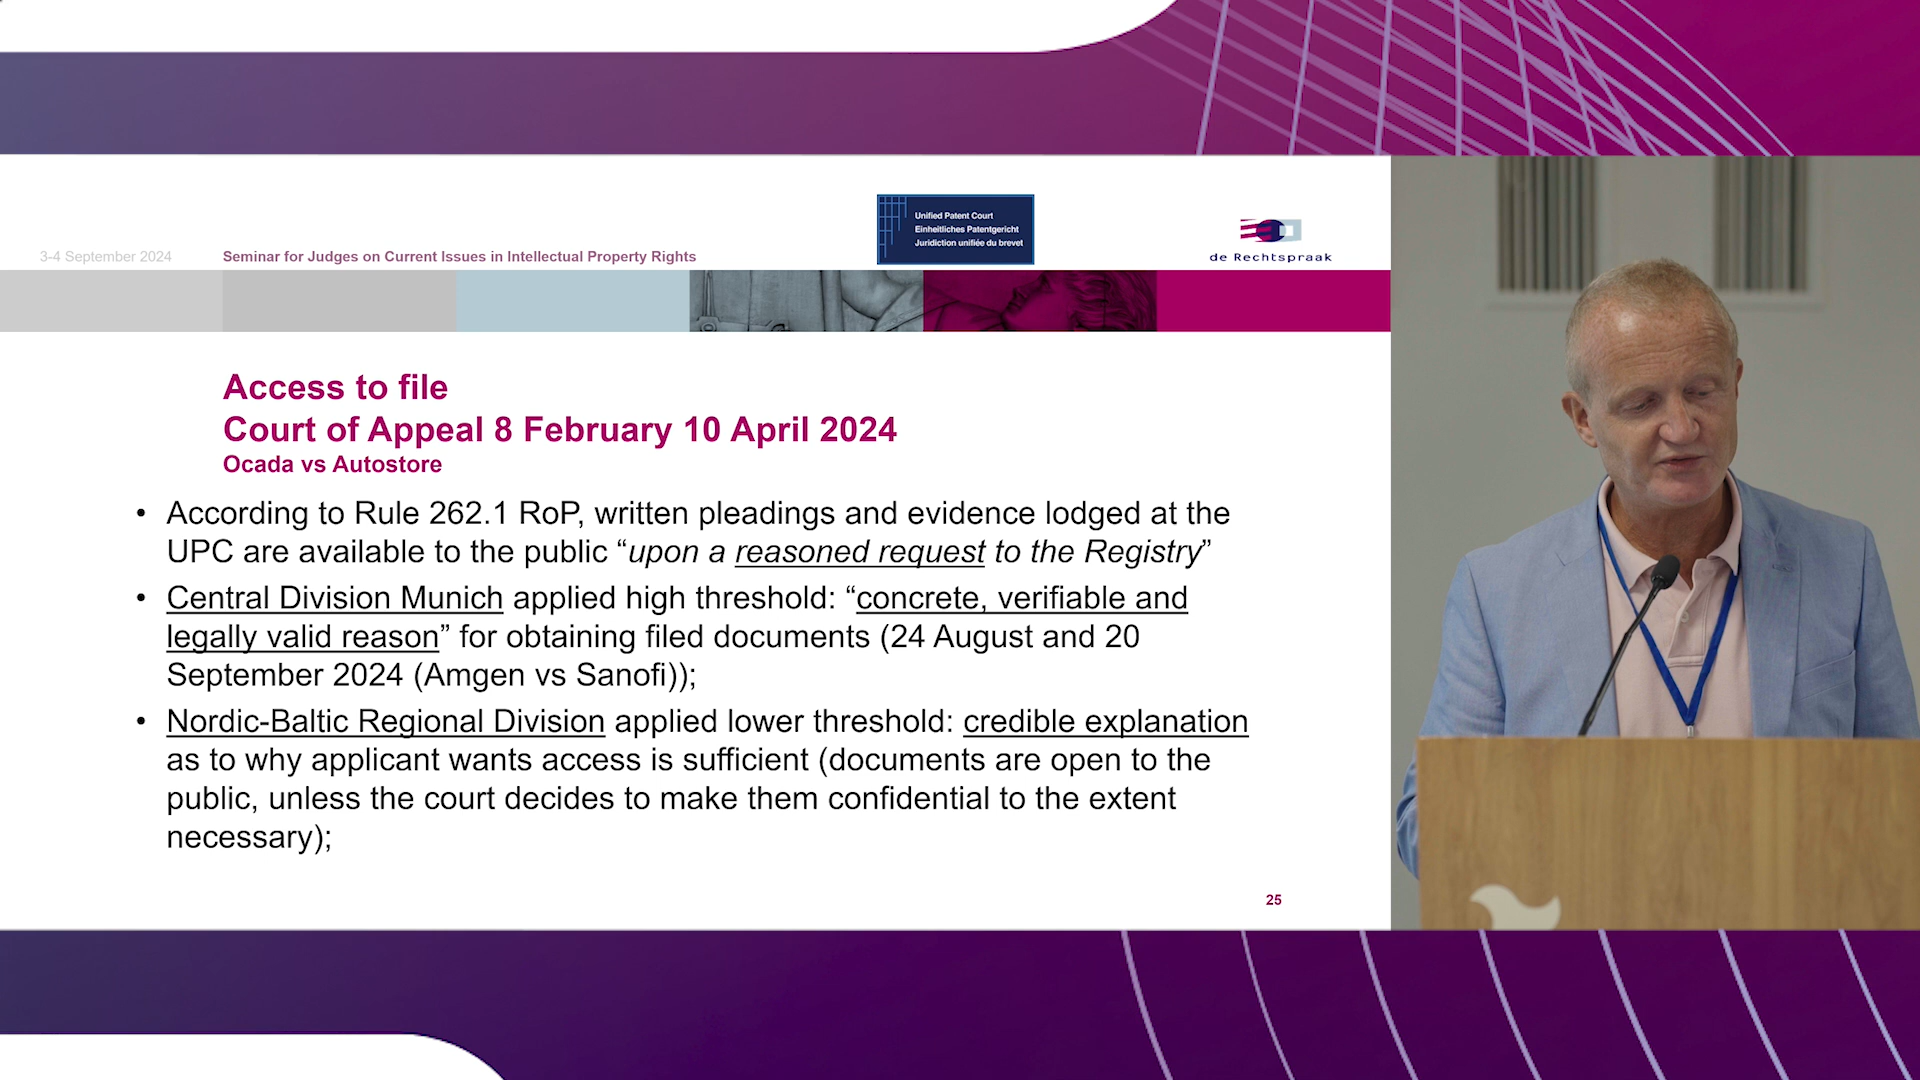 Unified Patent Court
Einheitliches Patentgericht
Juridiction unifiée du brevet
de Rechtspraak
3-4 September 2024
Seminar for Judges on Current Issues in Intellectual Property Rights
Access to file
Court of Appeal 8 February 10 April 2024
Ocada vs Autostore
• According to Rule 262.1 RoP, written pleadings and evidence lodged at the
UPC are available to the public “upon a reasoned request to the Registry”
• Central Division Munich applied high threshold: “concrete, verifiable and
legally valid reason” for obtaining filed documents (24 August and 20
September 2024 (Amgen vs Sanofi));
• Nordic-Baltic Regional Division applied lower threshold: credible explanation
as to why applicant wants access is sufficient (documents are open to the
public, unless the court decides to make them confidential to the extent
necessary);
25